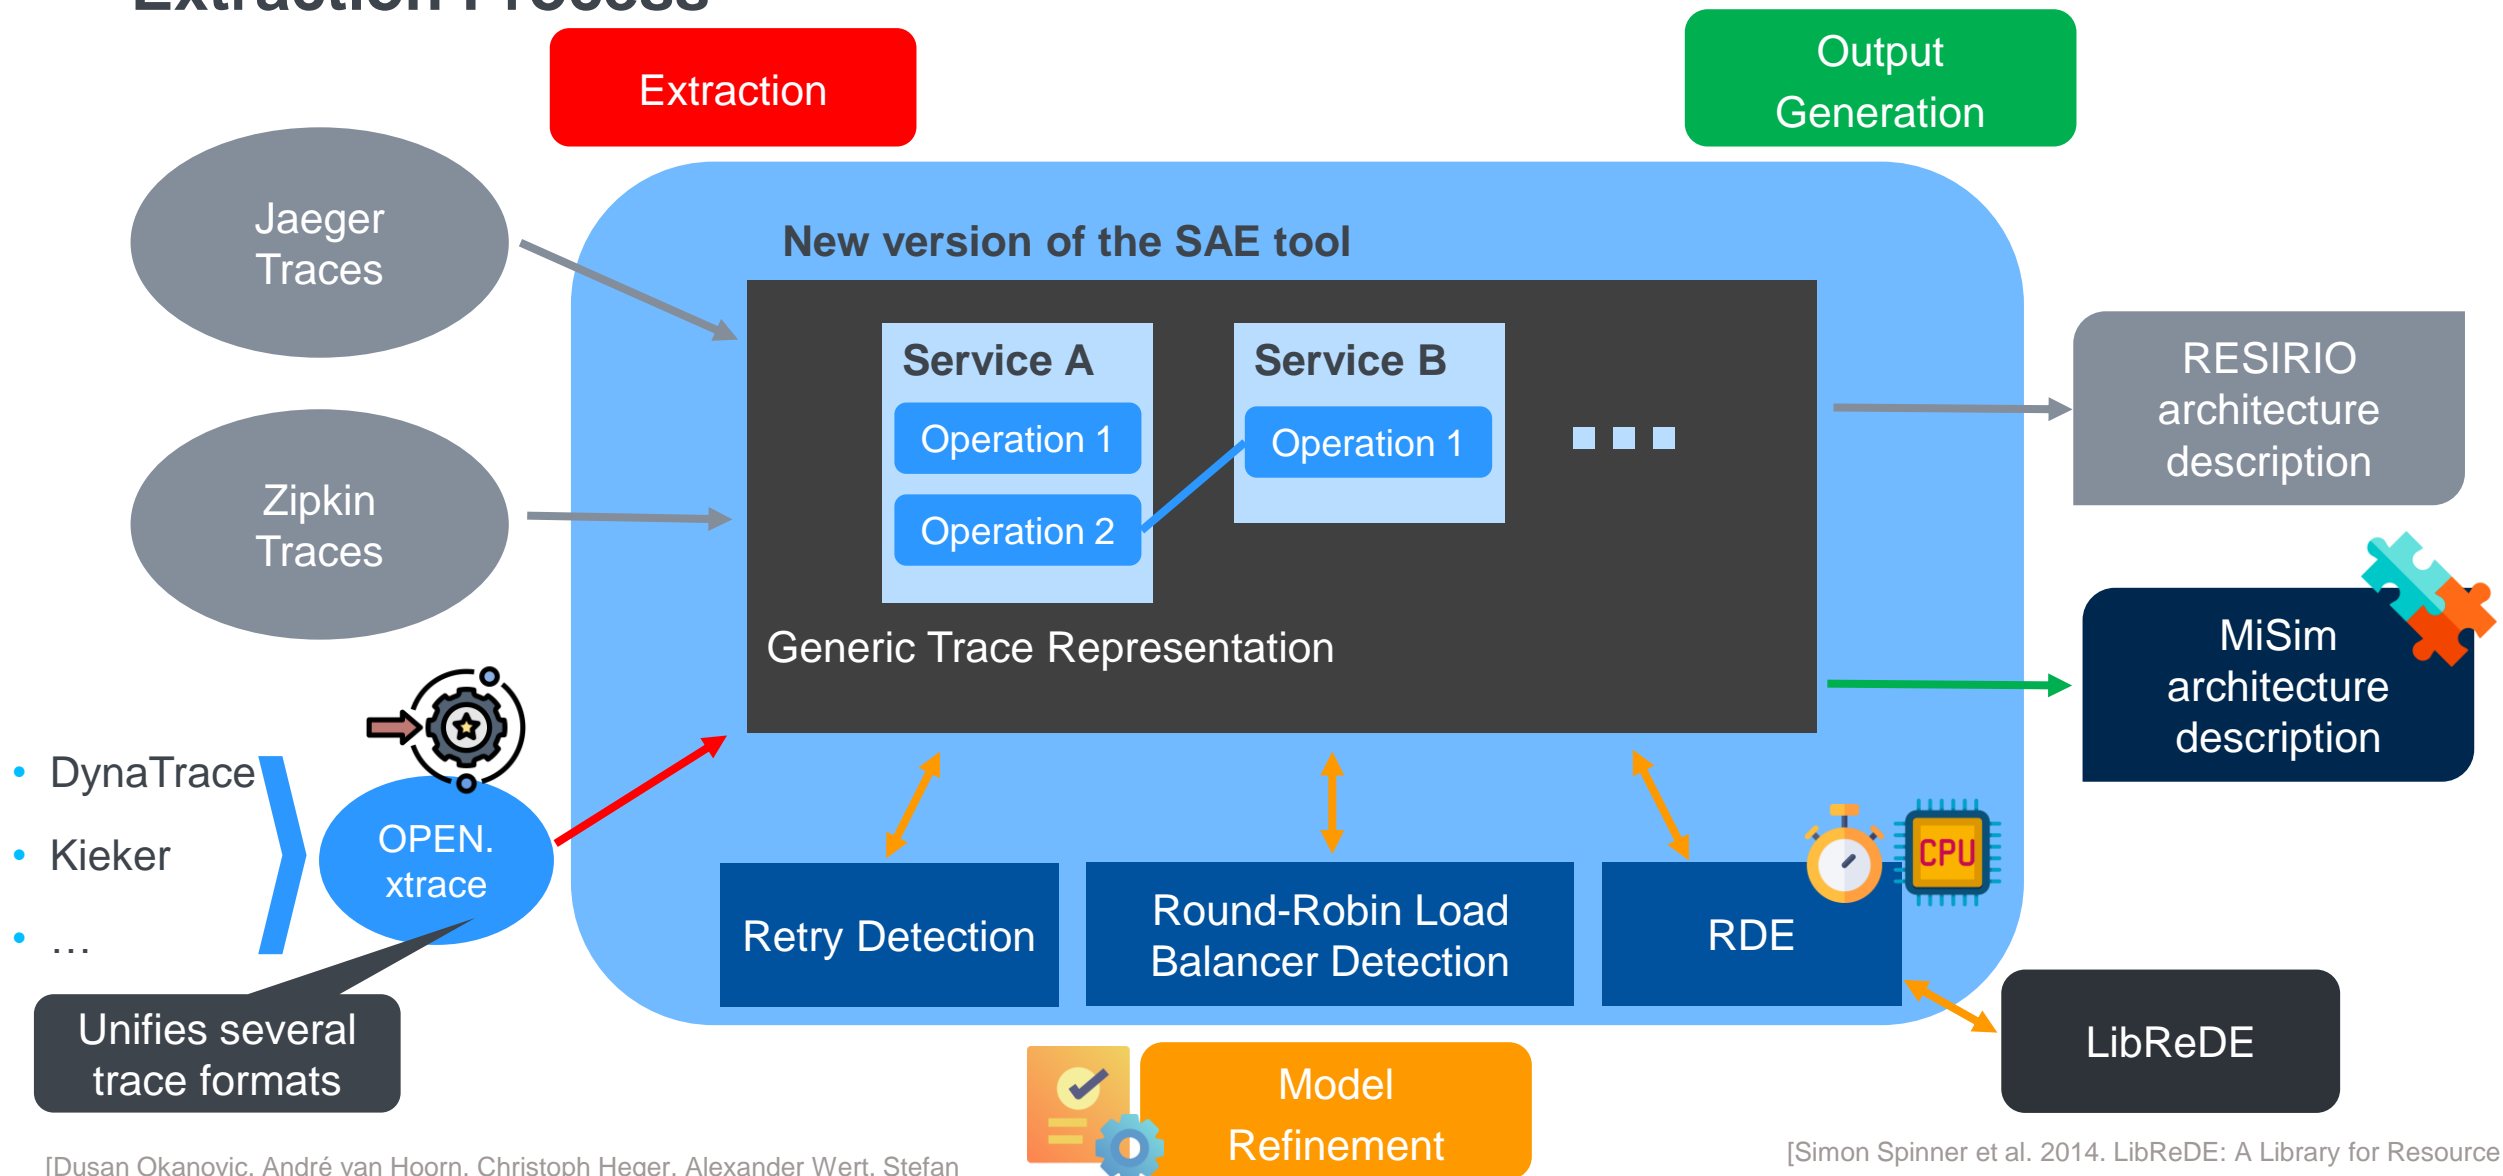 Extraction Process
Extraction
Output
Generation
Jaeger
Traces
New version of the SAE tool
Service A
Operation 1
Operation 2
Service B
Operation 1
Generic Trace Representation
Zipkin
Traces
RESIRIO
architecture
description
MiSim
architecture
description
• DynaTrace
• Kieker
• …
OPEN.
xtrace
Unifies several
trace formats
Retry Detection
Round-Robin Load
Balancer Detection
RDE
CPU
LibReDE
Model
Refinement
[Dusan Okanovic, André van Hoorn, Christoph Heger, Alexander Wert, Stefan
[Simon Spinner et al. 2014. LibReDE: A Library for Resource